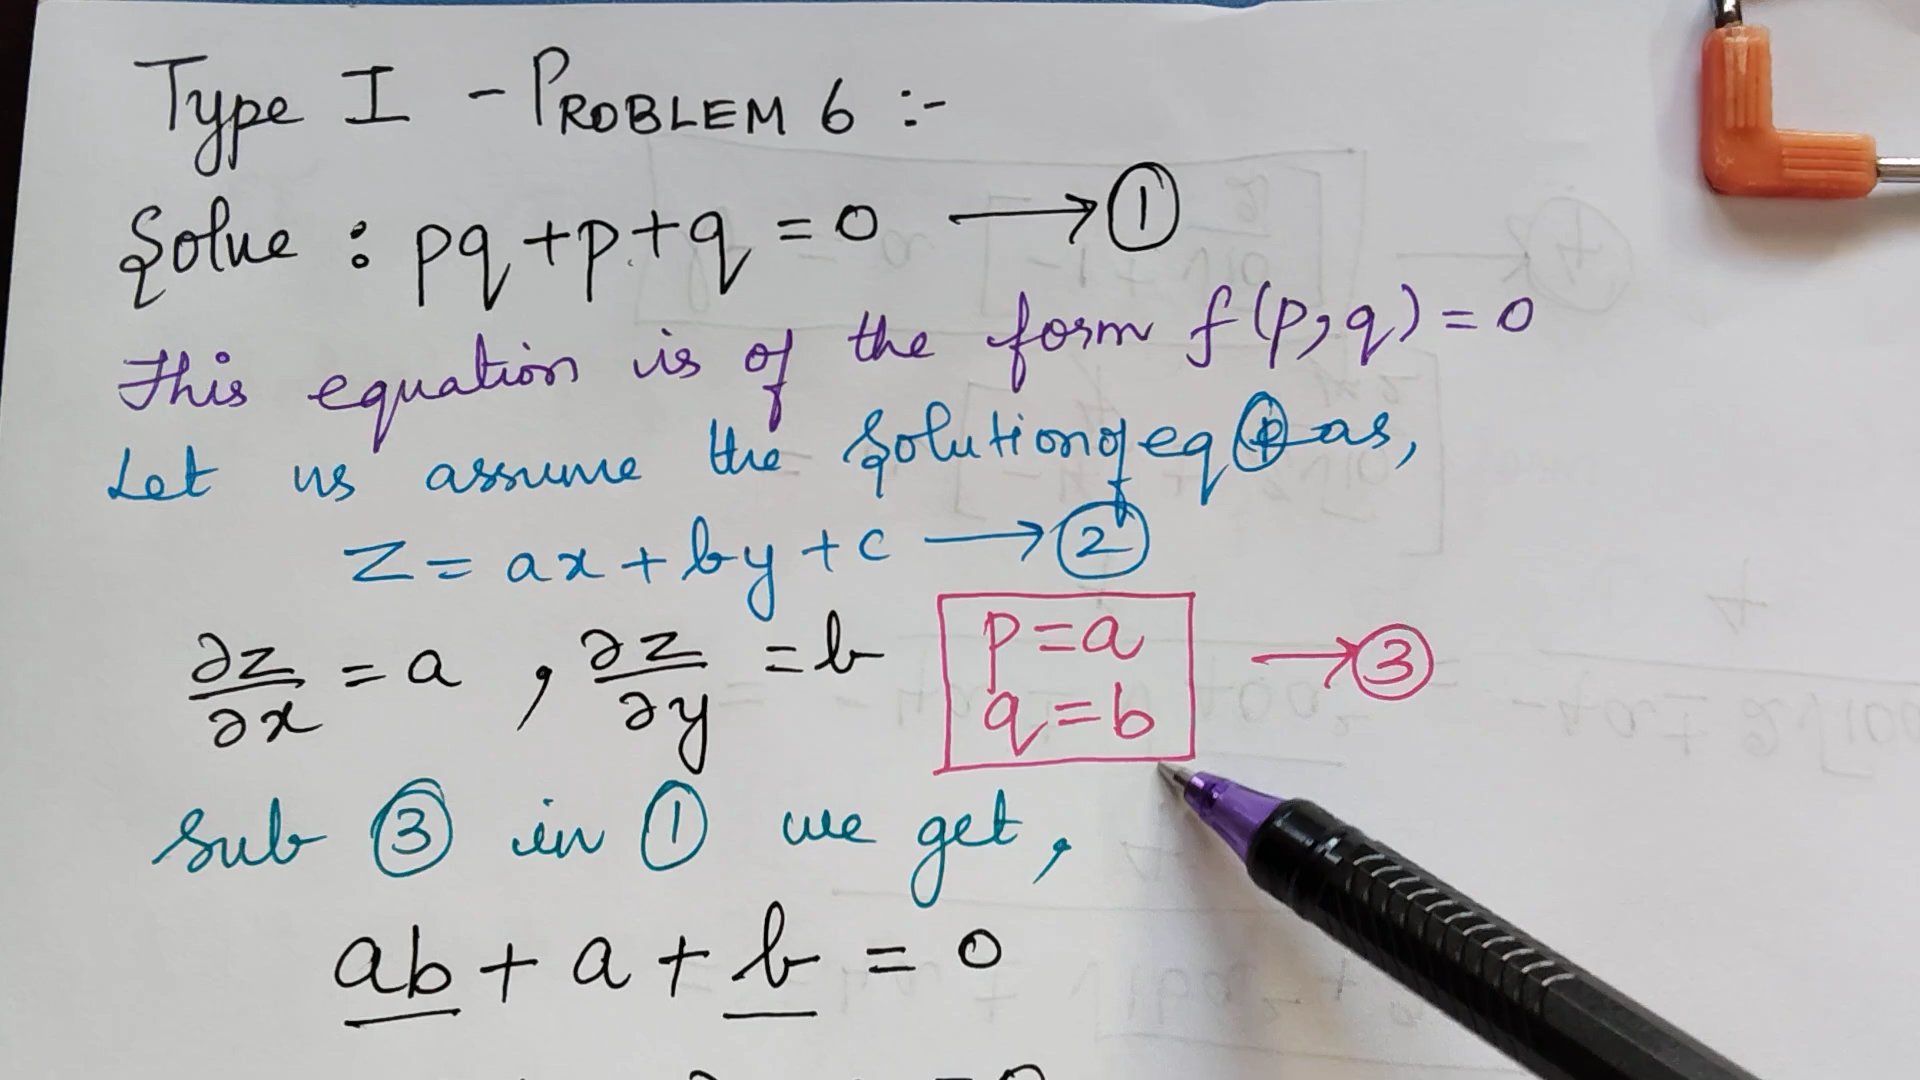 Type I - PROBLEM 6 :-
Solve : pq + p + q = 0 → ①
This equation is of the form f(p, q) = 0
Let us assume the solution of eq ① as,
z = ax + by + c → ②
∂z/∂x = a , ∂z/∂y = b p = a q = b → ③
Sub ③ in ① we get,
ab + a + b = 0